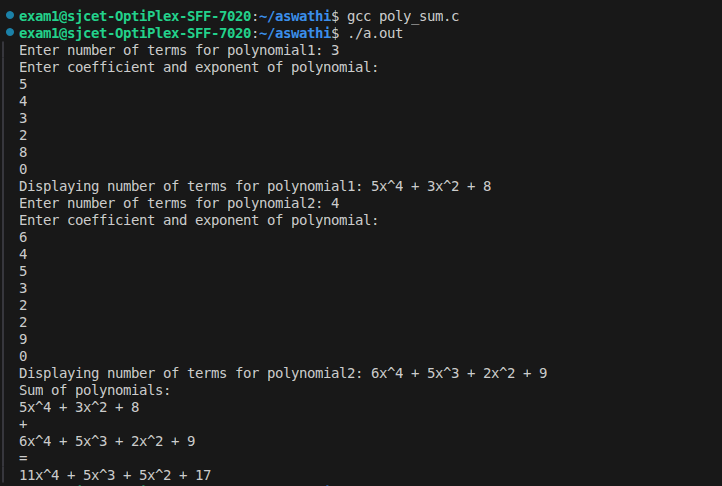 exam1@sjcet-OptiPlex-SFF-7020:~/aswathi$ gcc poly_sum.c
exam1@sjcet-OptiPlex-SFF-7020:~/aswathi$ ./a.out
Enter number of terms for polynomial1: 3
Enter coefficient and exponent of polynomial:
5
4
3
2
8
0
Displaying number of terms for polynomial1: 5x^4 + 3x^2 + 8
Enter number of terms for polynomial2: 4
Enter coefficient and exponent of polynomial:
6
4
5
3
2
2
9
0
Displaying number of terms for polynomial2: 6x^4 + 5x^3 + 2x^2 + 9
Sum of polynomials:
5x^4 + 3x^2 + 8
+
6x^4 + 5x^3 + 2x^2 + 9
=
11x^4 + 5x^3 + 5x^2 + 17